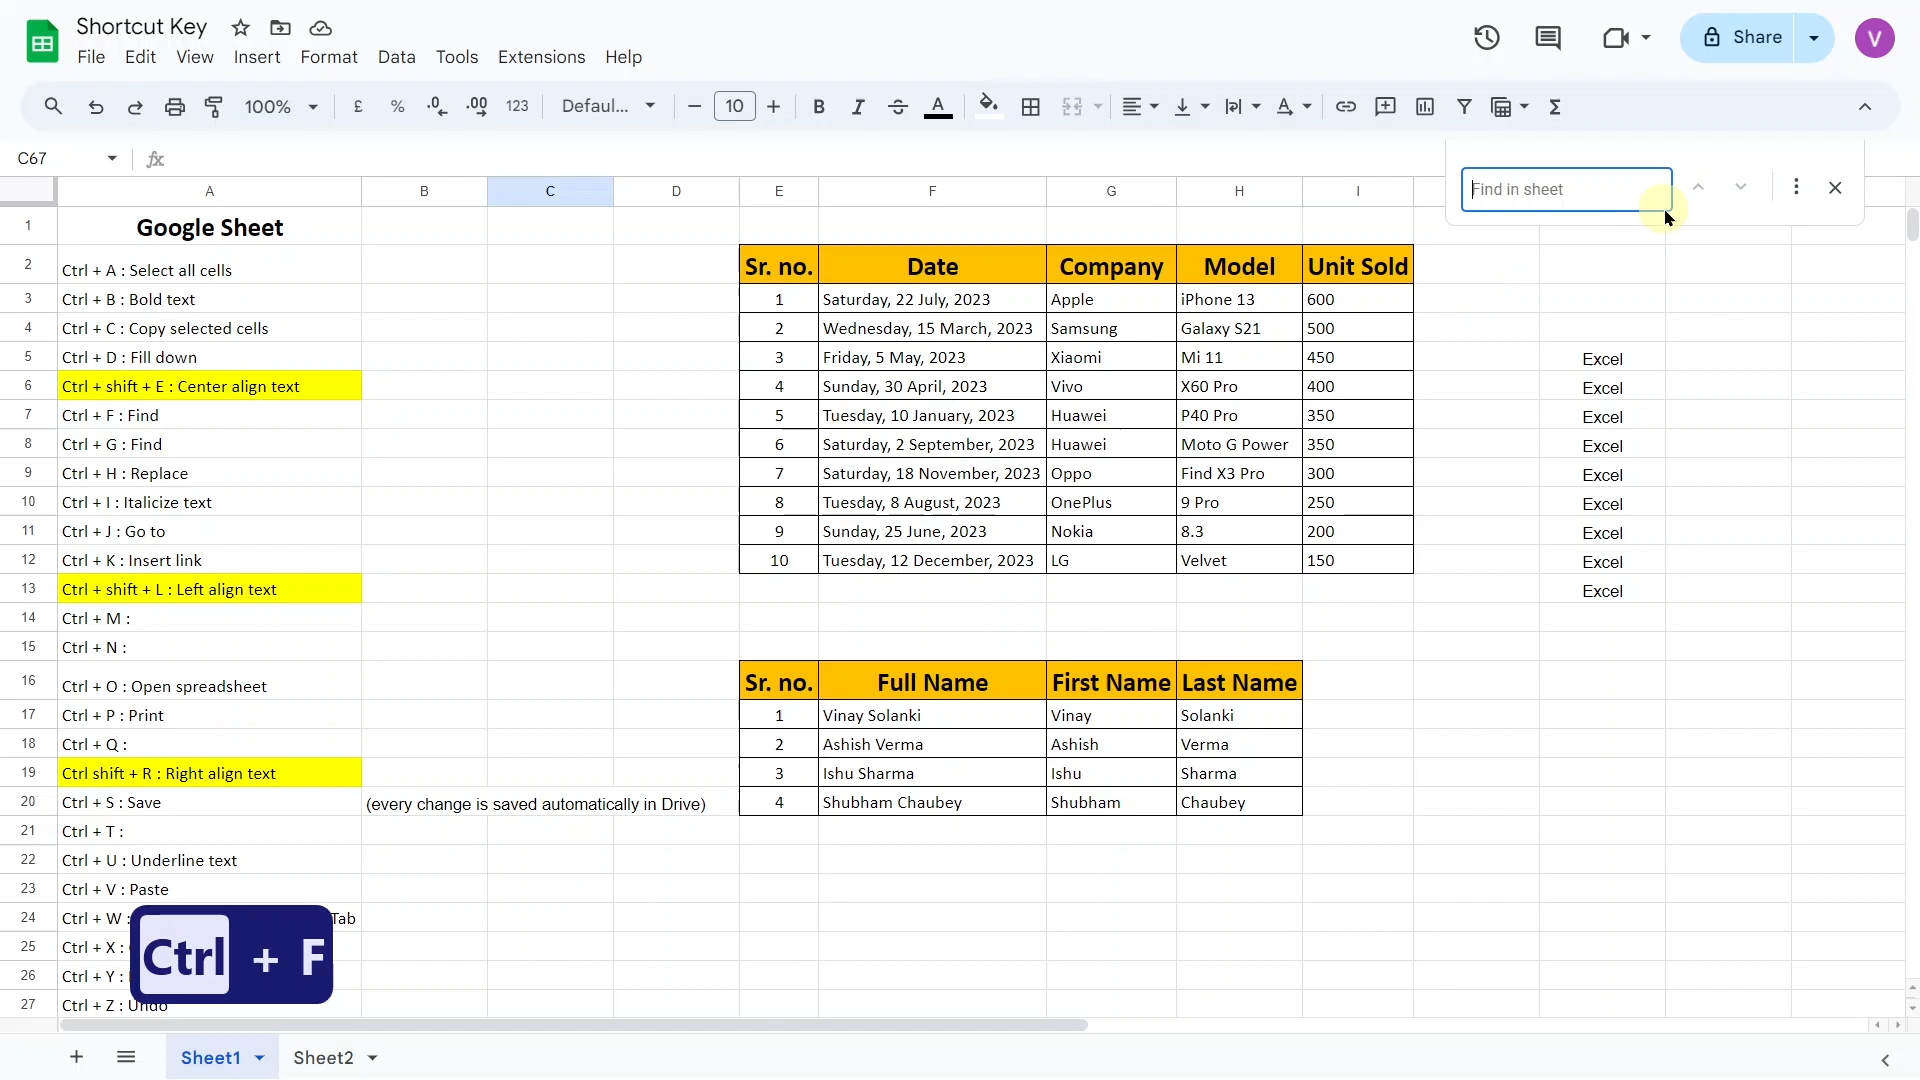 Shortcut Key
File Edit View Insert Format Data Tools Extensions Help
Share
V
100% £ % .0 .00 123 Defaul... 10 B I S A
C67
fx
Find in sheet
A B C D E F G H I
1 Google Sheet
2 Ctrl + A : Select all cells Sr. no. Date Company Model Unit Sold
3 Ctrl + B : Bold text 1 Saturday, 22 July, 2023 Apple iPhone 13 600
4 Ctrl + C : Copy selected cells 2 Wednesday, 15 March, 2023 Samsung Galaxy S21 500
5 Ctrl + D : Fill down 3 Friday, 5 May, 2023 Xiaomi Mi 11 450 Excel
6 Ctrl + shift + E : Center align text 4 Sunday, 30 April, 2023 Vivo X60 Pro 400 Excel
7 Ctrl + F : Find 5 Tuesday, 10 January, 2023 Huawei P40 Pro 350 Excel
8 Ctrl + G : Find 6 Saturday, 2 September, 2023 Huawei Moto G Power 350 Excel
9 Ctrl + H : Replace 7 Saturday, 18 November, 2023 Oppo Find X3 Pro 300 Excel
10 Ctrl + I : Italicize text 8 Tuesday, 8 August, 2023 OnePlus 9 Pro 250 Excel
11 Ctrl + J : Go to 9 Sunday, 25 June, 2023 Nokia 8.3 200 Excel
12 Ctrl + K : Insert link 10 Tuesday, 12 December, 2023 LG Velvet 150 Excel
13 Ctrl + shift + L : Left align text Excel
14 Ctrl + M :
15 Ctrl + N :
16 Ctrl + O : Open spreadsheet Sr. no. Full Name First Name Last Name
17 Ctrl + P : Print 1 Vinay Solanki Vinay Solanki
18 Ctrl + Q : 2 Ashish Verma Ashish Verma
19 Ctrl shift + R : Right align text 3 Ishu Sharma Ishu Sharma
20 Ctrl + S : Save (every change is saved automatically in Drive) 4 Shubham Chaubey Shubham Chaubey
21 Ctrl + T :
22 Ctrl + U : Underline text
23 Ctrl + V : Paste
24 Ctrl + W : Tab
25 Ctrl + X :
26 Ctrl + Y :
27 Ctrl + Z : Undo
Ctrl + F
Sheet1 Sheet2